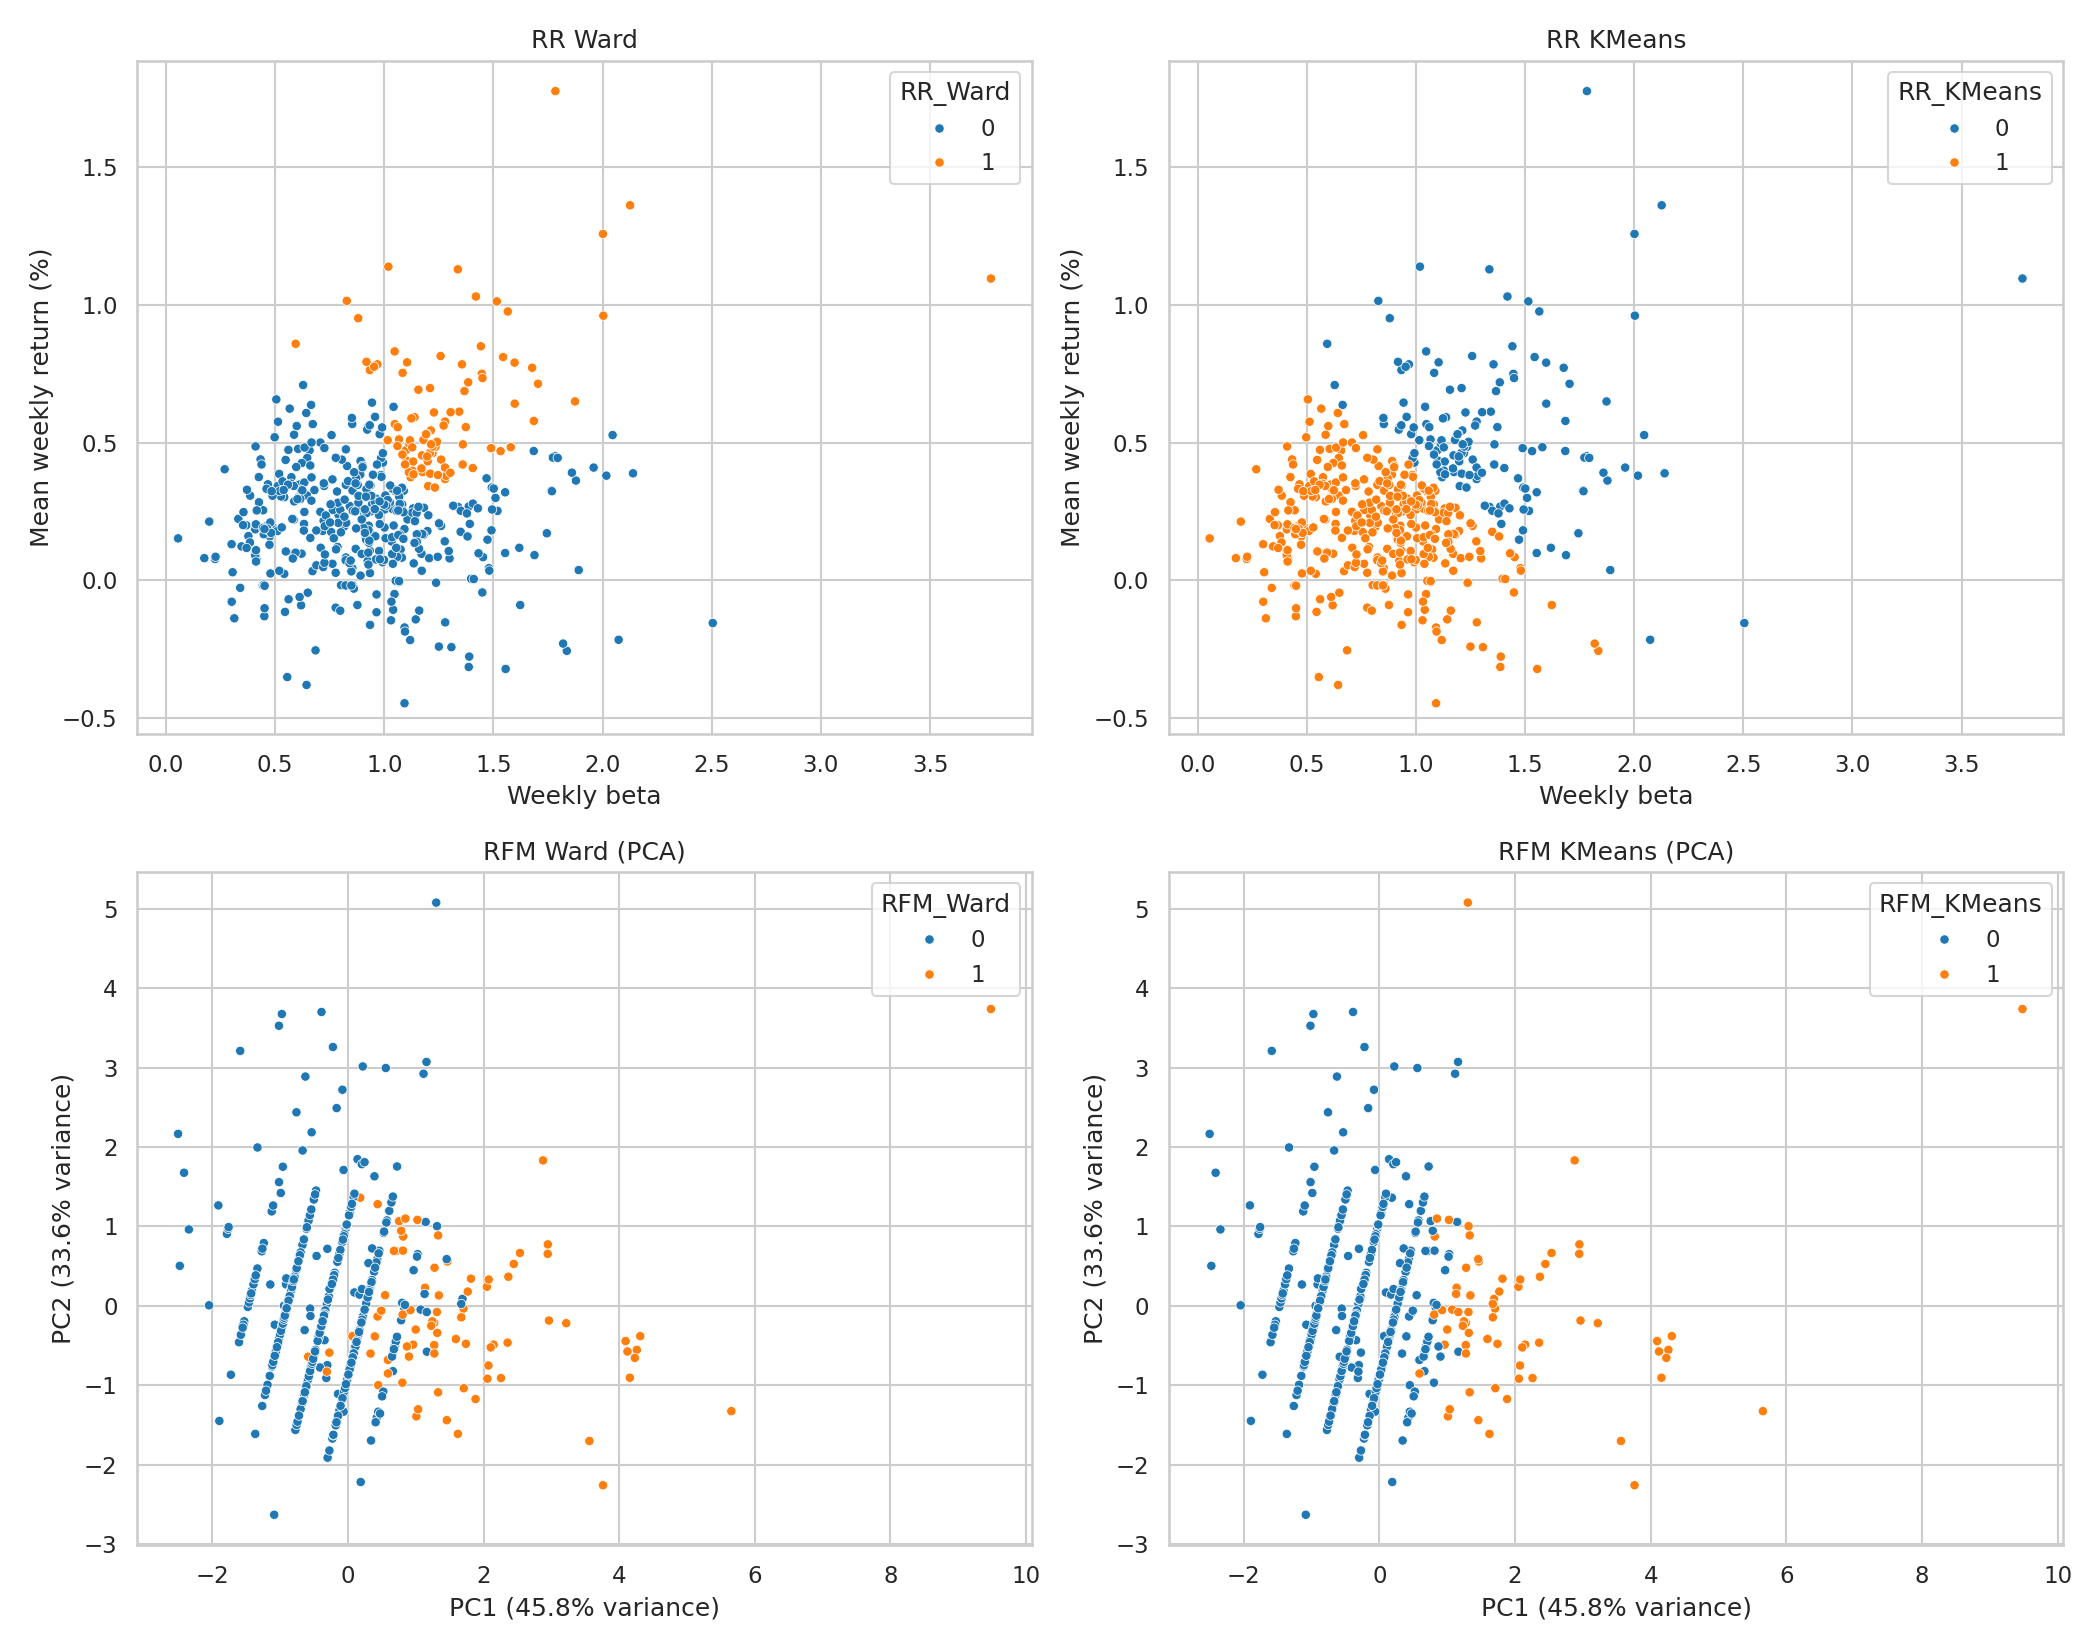 RR Ward
RR_Ward
0
1
1.5
1.0
0.5
0.0
−0.5
Mean weekly return (%)
0.0 0.5 1.0 1.5 2.0 2.5 3.0 3.5
Weekly beta
RR KMeans
RR_KMeans
0
1
1.5
1.0
0.5
0.0
−0.5
Mean weekly return (%)
0.0 0.5 1.0 1.5 2.0 2.5 3.0 3.5
Weekly beta
RFM Ward (PCA)
RFM_Ward
0
1
5
4
3
2
1
0
−1
−2
−3
PC2 (33.6% variance)
−2 0 2 4 6 8 10
PC1 (45.8% variance)
RFM KMeans (PCA)
RFM_KMeans
0
1
5
4
3
2
1
0
−1
−2
−3
PC2 (33.6% variance)
−2 0 2 4 6 8 10
PC1 (45.8% variance)